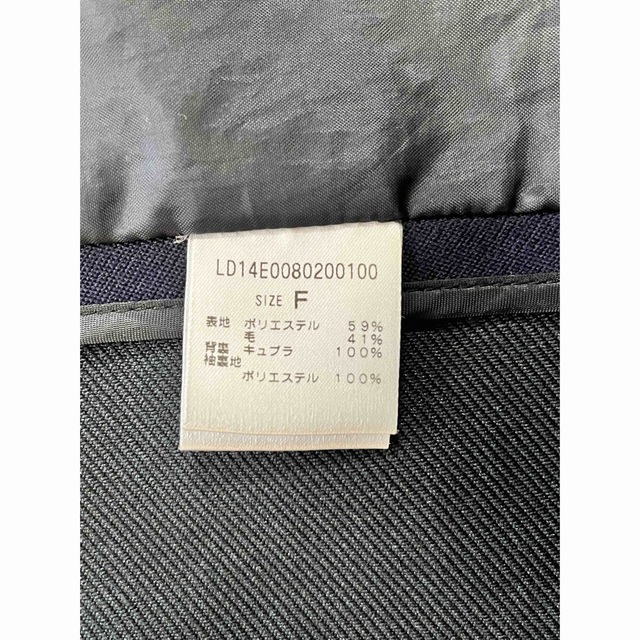 LD14E0080200100
SIZE F
表地 ポリエステル 59%
毛 41%
背裏 キュプラ 100%
袖裏地
ポリエステル 100%